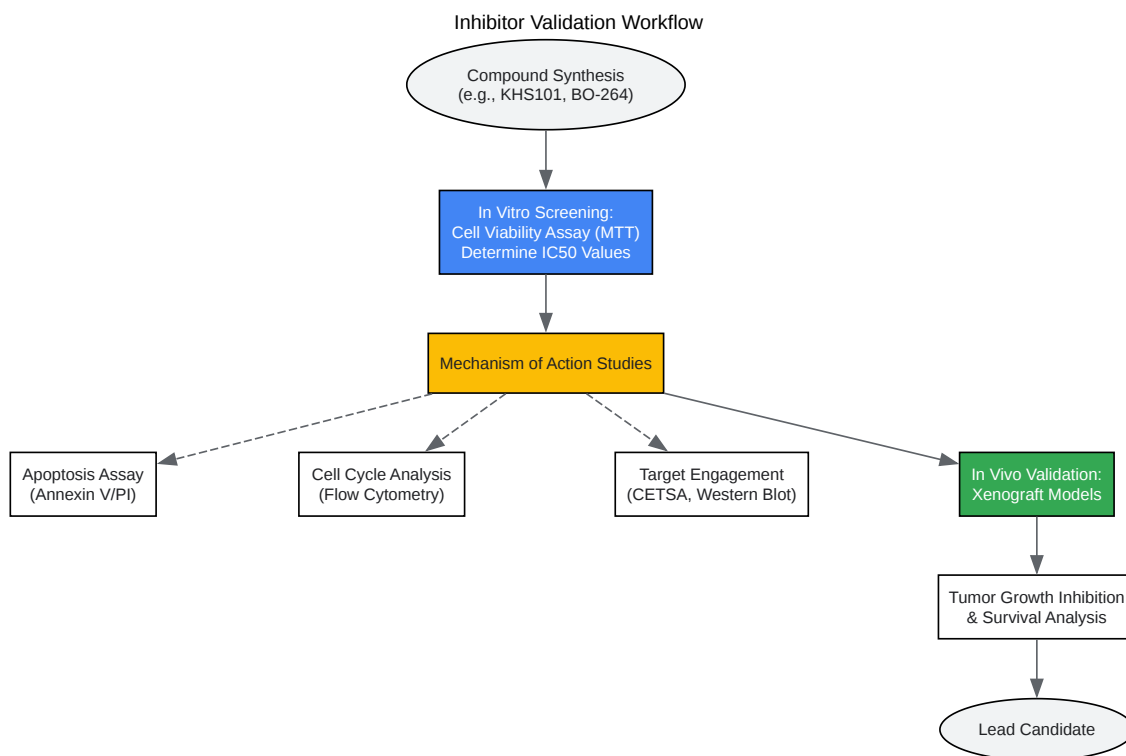 Inhibitor Validation Workflow
Compound Synthesis
(e.g., KHS101, BO-264)
In Vitro Screening:
Cell Viability Assay (MTT)
Determine IC50 Values
Mechanism of Action Studies
Apoptosis Assay
(Annexin V/PI)
Cell Cycle Analysis
(Flow Cytometry)
Target Engagement
(CETSA, Western Blot)
In Vivo Validation:
Xenograft Models
Tumor Growth Inhibition
& Survival Analysis
Lead Candidate